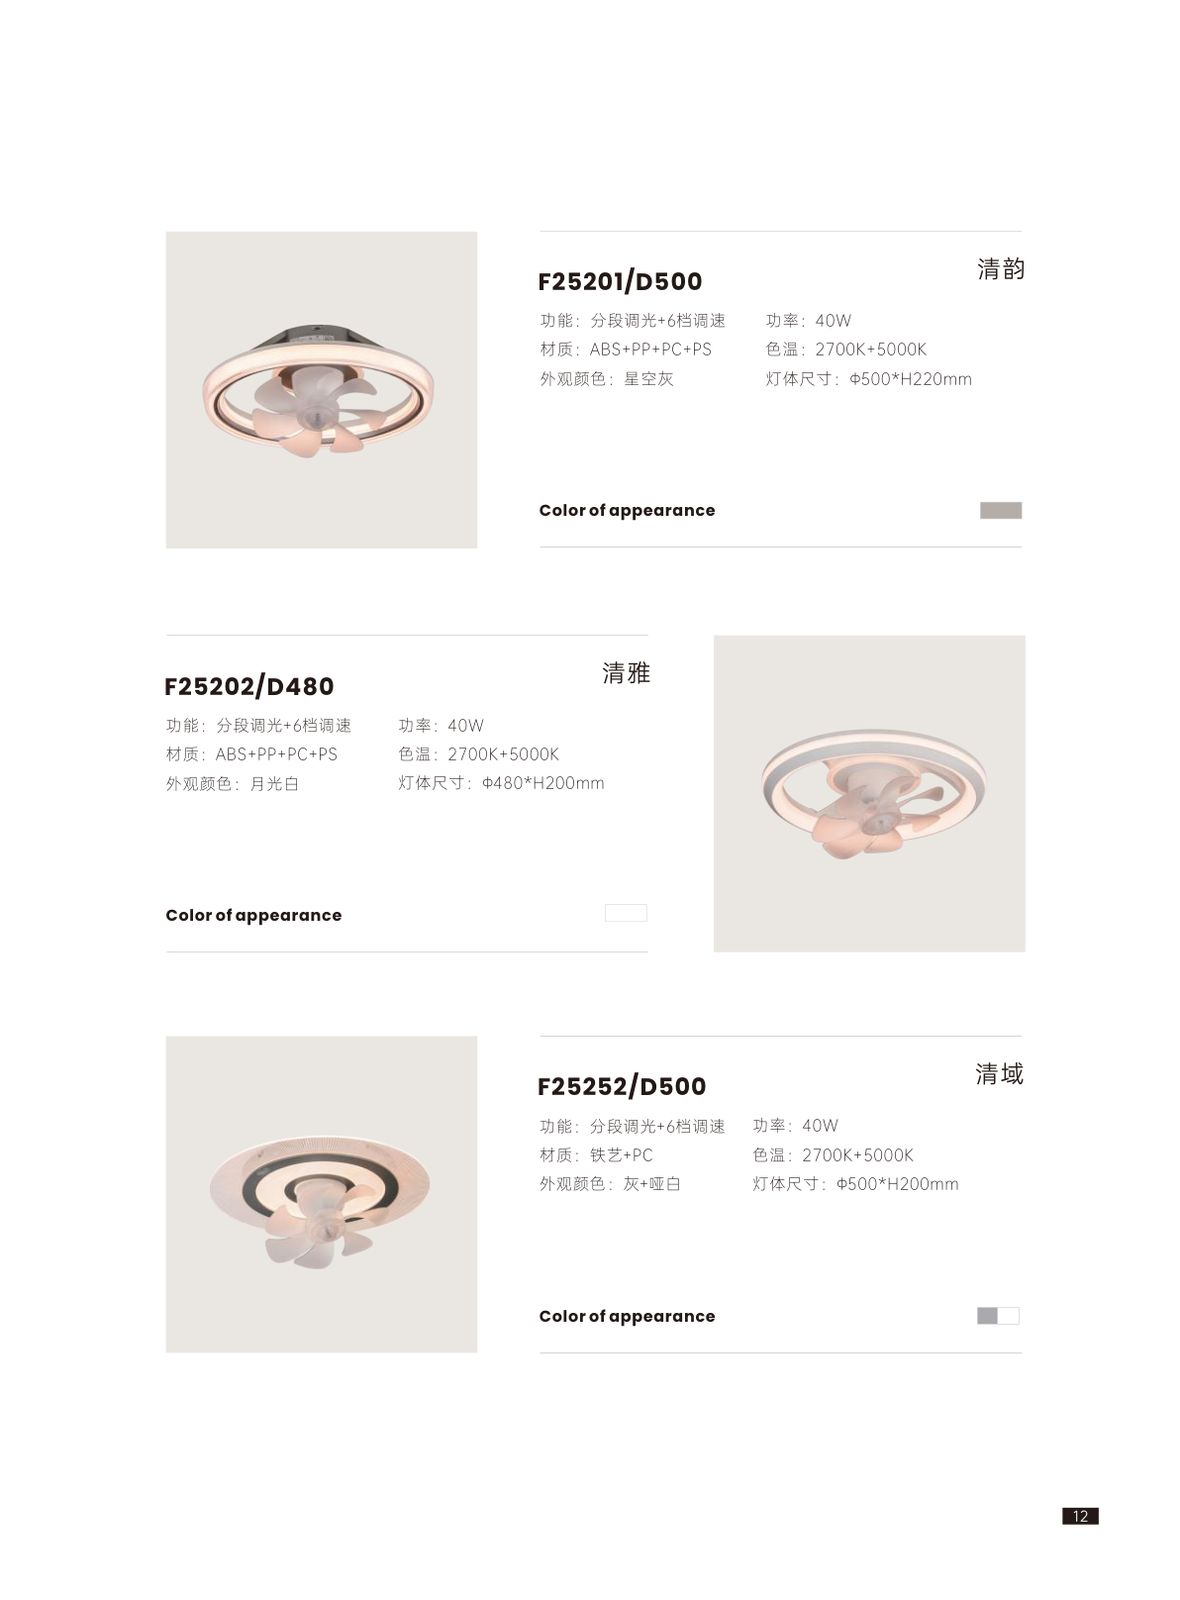 清韵
F25201/D500
功能：分段调光+6档调速
功率：40W
材质：ABS+PP+PC+PS
色温：2700K+5000K
外观颜色：星空灰
灯体尺寸：Φ500*H220mm
Color of appearance
清雅
F25202/D480
功能：分段调光+6档调速
功率：40W
材质：ABS+PP+PC+PS
色温：2700K+5000K
外观颜色：月光白
灯体尺寸：Φ480*H200mm
Color of appearance
清域
F25252/D500
功能：分段调光+6档调速
功率：40W
材质：铁艺+PC
色温：2700K+5000K
外观颜色：灰+哑白
灯体尺寸：Φ500*H200mm
Color of appearance
12